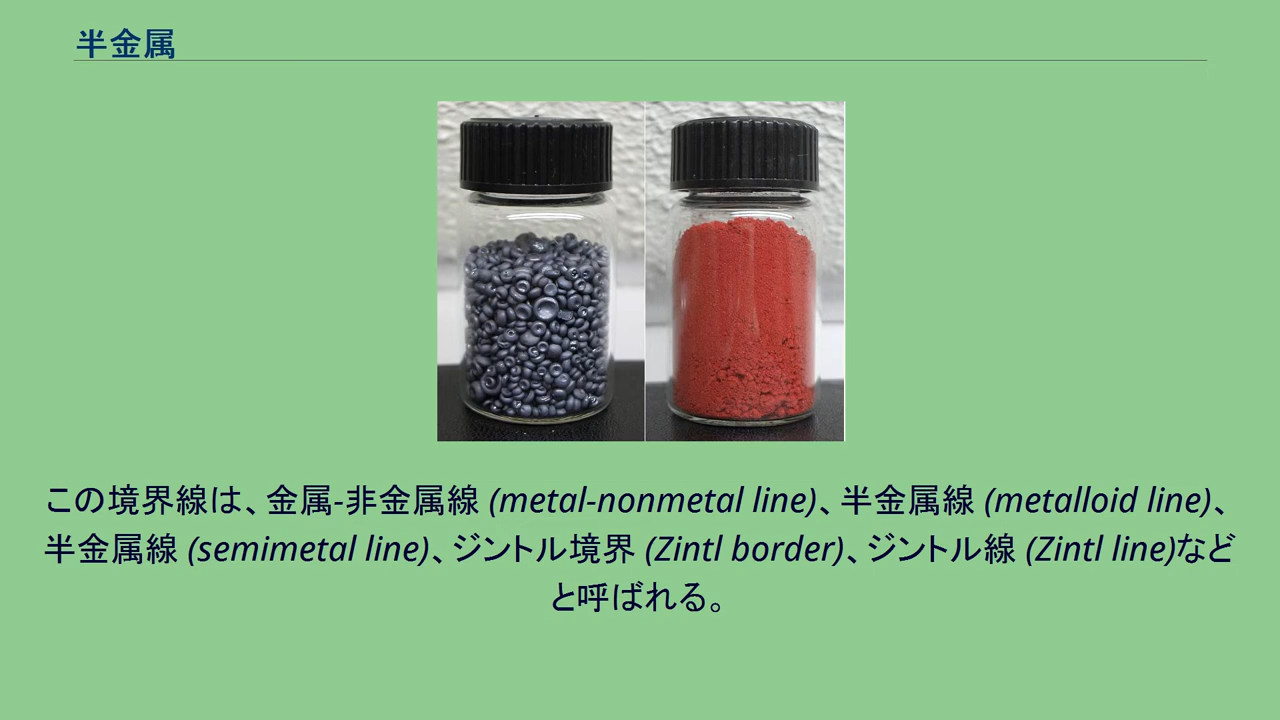 半金属
この境界線は、金属-非金属線 (metal-nonmetal line)、半金属線 (metalloid line)、
半金属線 (semimetal line)、ジントル境界 (Zintl border)、ジントル線 (Zintl line)など
と呼ばれる。